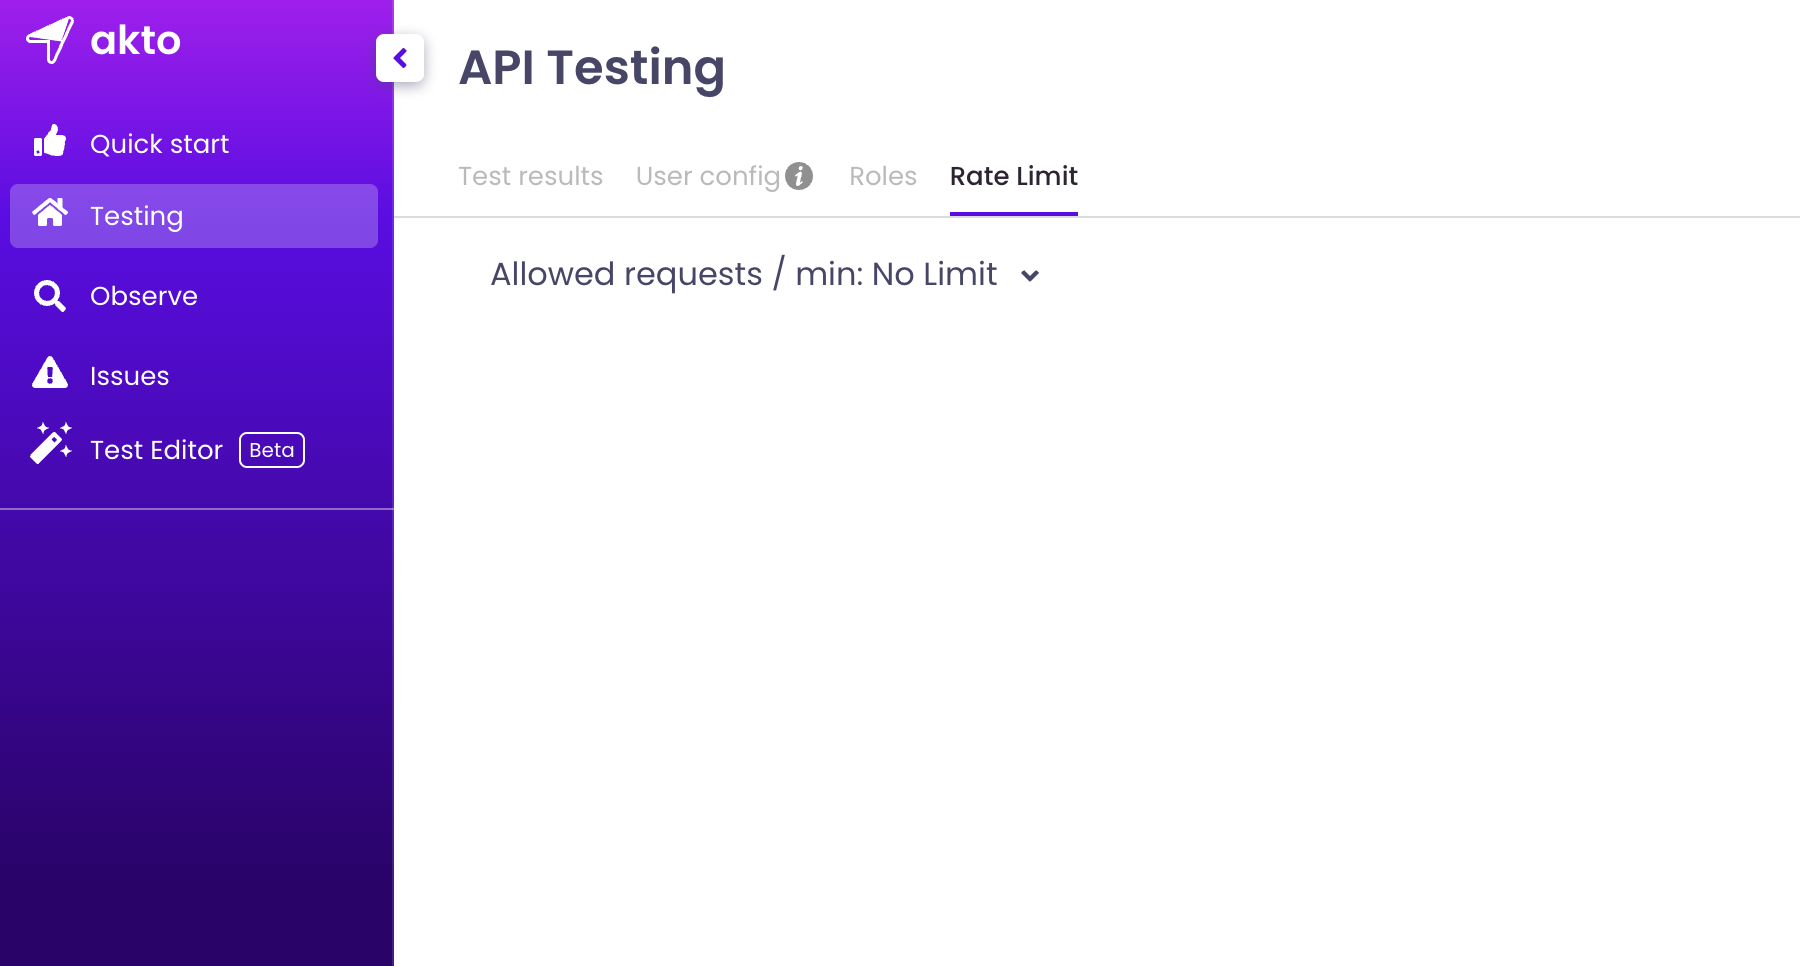 akto
Quick start
Testing
Observe
Issues
Test Editor Beta
API Testing
Test results User config Roles Rate Limit
Allowed requests / min: No Limit